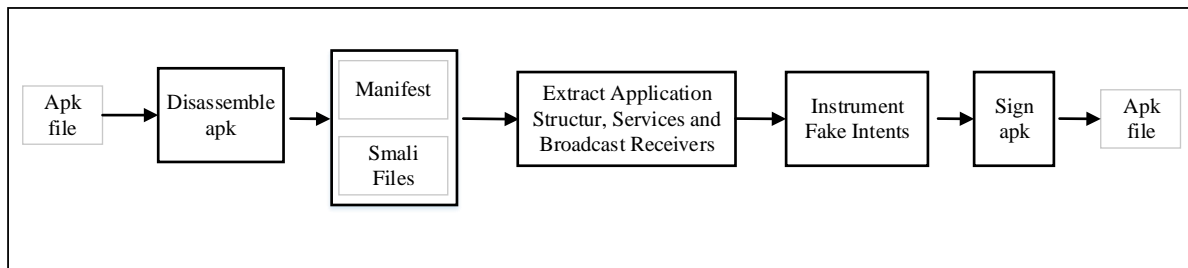 Apk
file
Disassemble
apk
Manifest
Smali
Files
Extract Application
Structur, Services and
Broadcast Receivers
Instrument
Fake Intents
Sign
apk
Apk
file